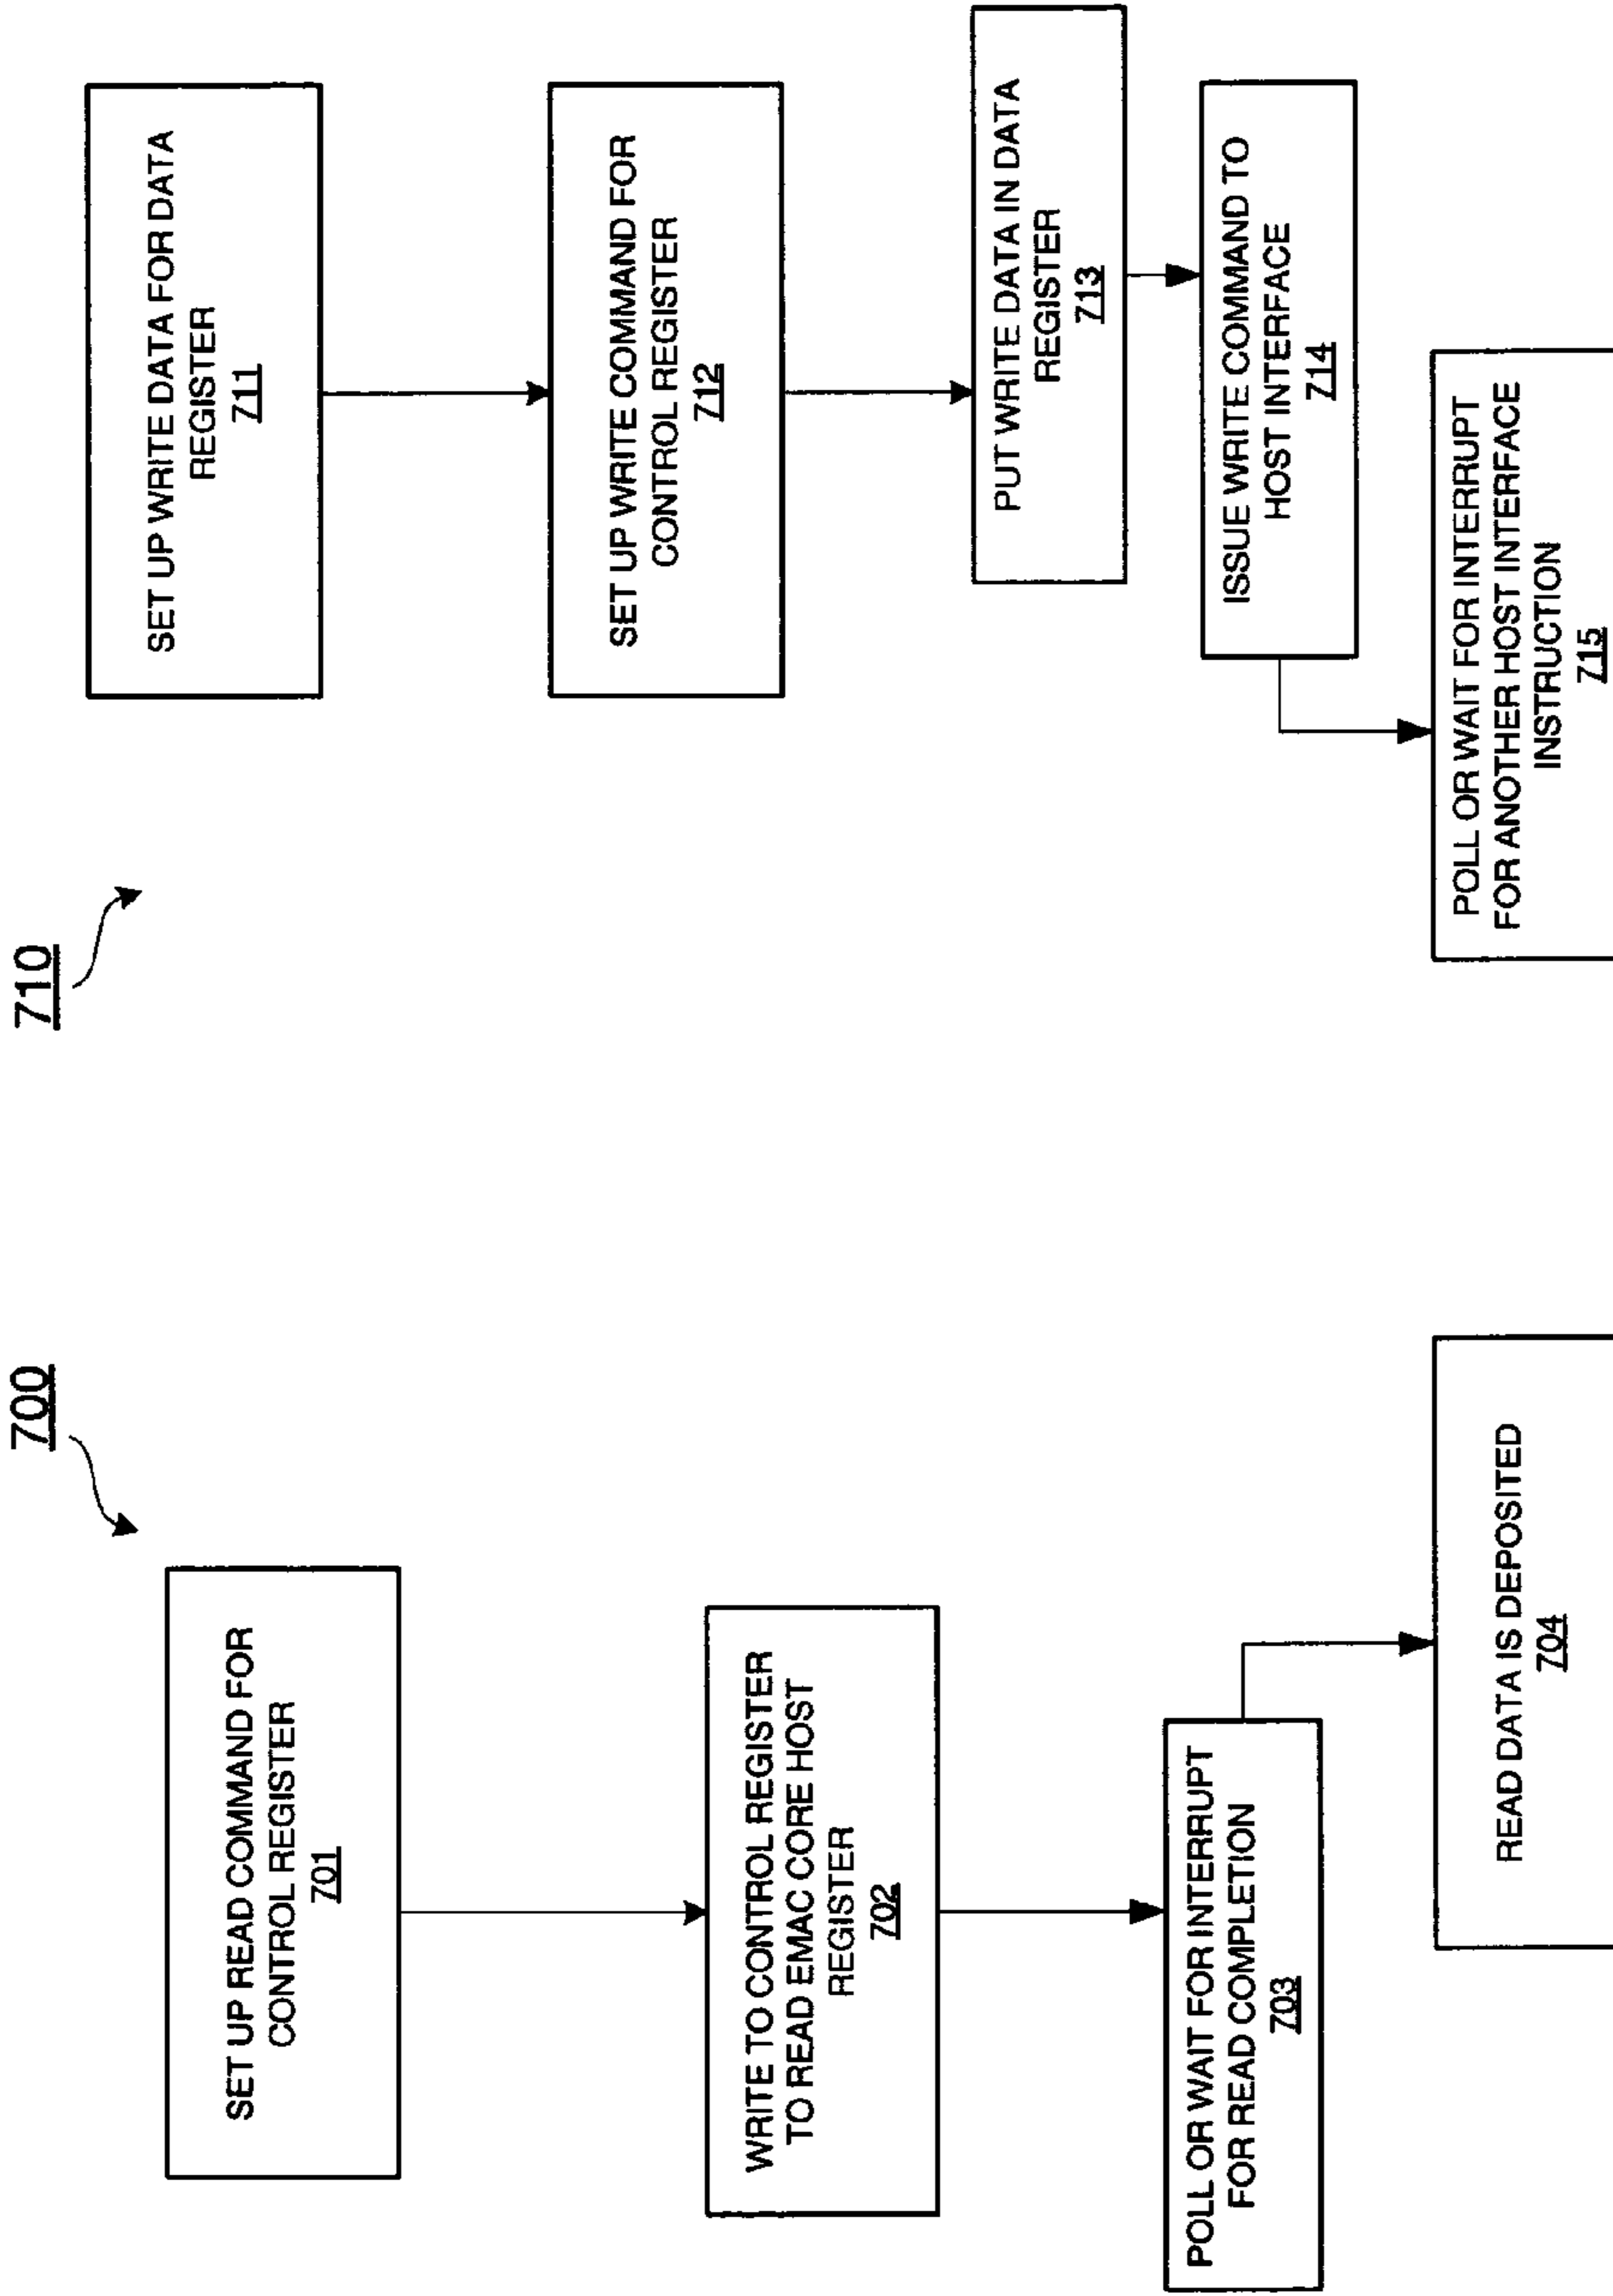 700
SET UP READ COMMAND FOR
CONTROL REGISTER
701
WRITE TO CONTROL REGISTER
TO READ EMAC CORE HOST
REGISTER
702
POLL OR WAIT FOR INTERRUPT
FOR READ COMPLETION
703
READ DATA IS DEPOSITED
704
710
SET UP WRITE DATA FOR DATA
REGISTER
711
SET UP WRITE COMMAND FOR
CONTROL REGISTER
712
PUT WRITE DATA IN DATA
REGISTER
713
ISSUE WRITE COMMAND TO
HOST INTERFACE
714
POLL OR WAIT FOR INTERRUPT
FOR ANOTHER HOST INTERFACE
INSTRUCTION
715